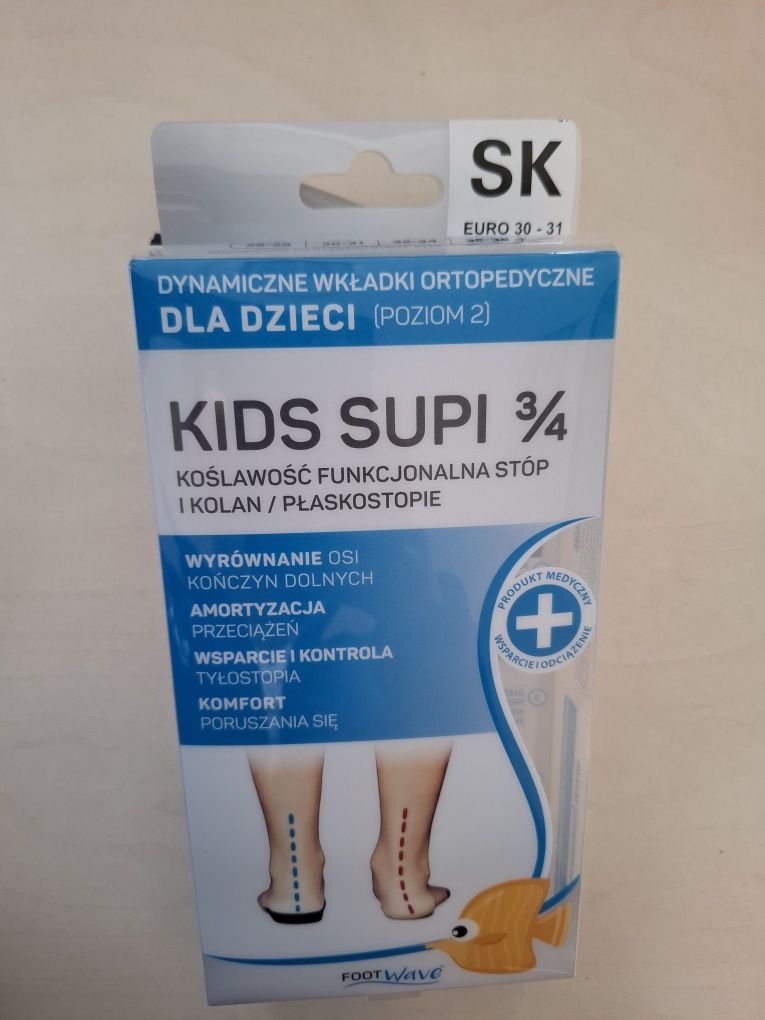 SK
EURO 30 - 31
DYNAMICZNE WKŁADKI ORTOPEDYCZNE
DLA DZIECI (POZIOM 2)
KIDS SUPI ¾
KOŚLAWOŚĆ FUNKCJONALNA STÓP
I KOLAN / PŁASKOSTOPIE
WYRÓWNANIE OSI
KOŃCZYN DOLNYCH
AMORTYZACJA
PRZECIĄŻEŃ
WSPARCIE I KONTROLA
TYŁOSTOPIA
KOMFORT
PORUSZANIA SIĘ
PRODUKT MEDYCZNY
WSPARCIE I ODCIĄŻENIE
FOOTWAVE